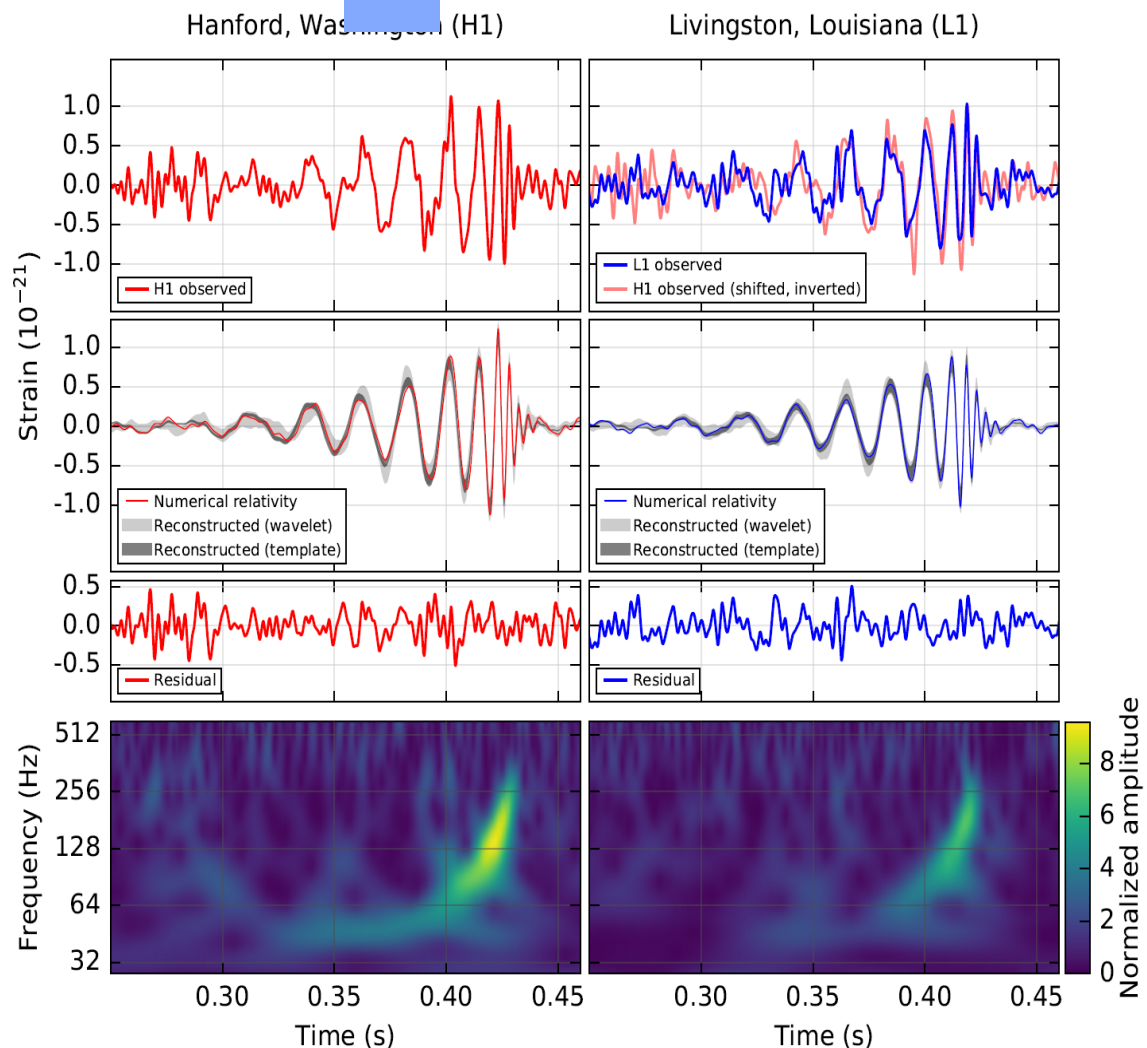 Hanford, Washington (H1)
Livingston, Louisiana (L1)
Strain (10−21)
1.0
0.5
0.0
-0.5
-1.0
H1 observed
L1 observed
H1 observed (shifted, inverted)
1.0
0.5
0.0
-0.5
-1.0
Numerical relativity
Reconstructed (wavelet)
Reconstructed (template)
Numerical relativity
Reconstructed (wavelet)
Reconstructed (template)
0.5
0.0
-0.5
Residual
Residual
Frequency (Hz)
512
256
128
64
32
0.30
0.35
0.40
0.45
Time (s)
0.30
0.35
0.40
0.45
Time (s)
Normalized amplitude
8
6
4
2
0